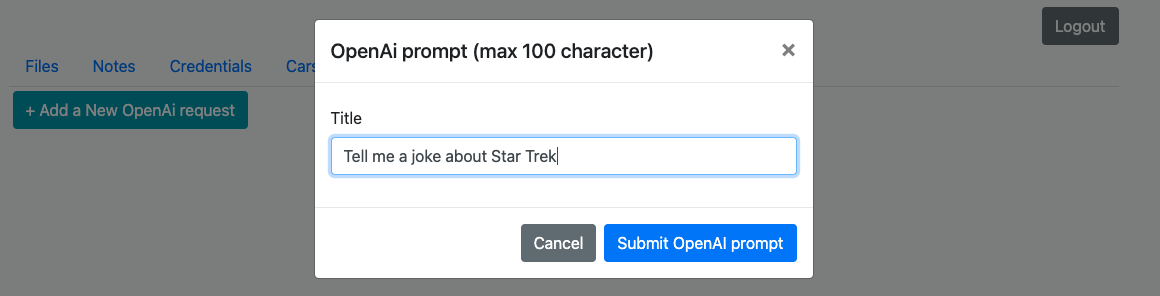 Logout
OpenAi prompt (max 100 character)
×
Files Notes Credentials Cars
+ Add a New OpenAi request
Title
Tell me a joke about Star Trek
Cancel Submit OpenAI prompt